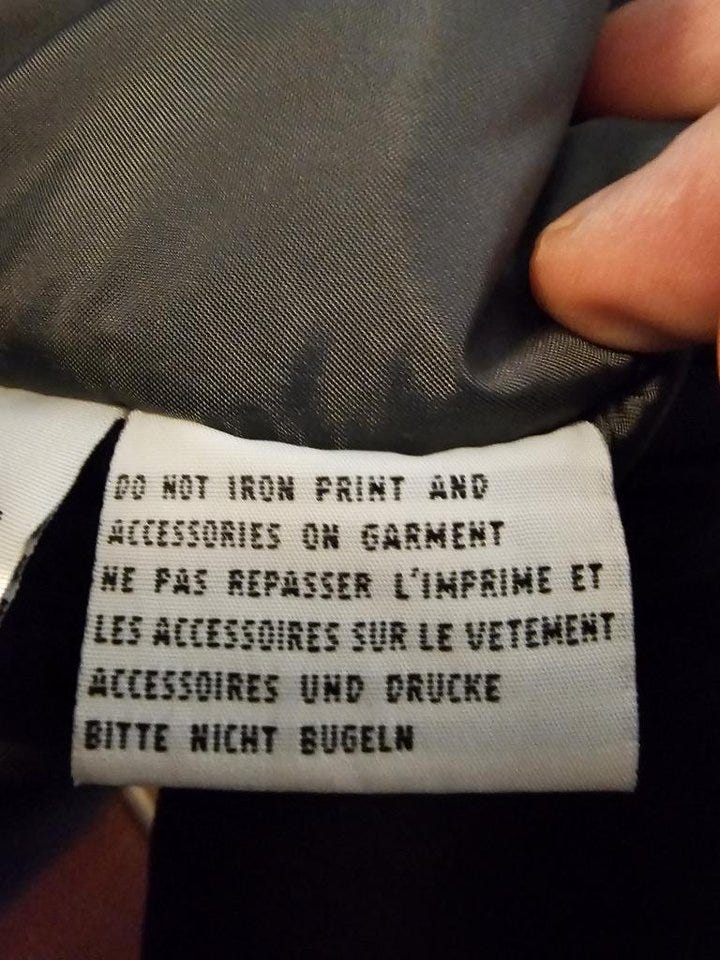 DO NOT IRON PRINT AND
ACCESSORIES ON GARMENT
NE PAS REPASSER L'IMPRIME ET
LES ACCESSOIRES SUR LE VETEMENT
ACCESSOIRES UND DRUCKE
BITTE NICHT BUGELN